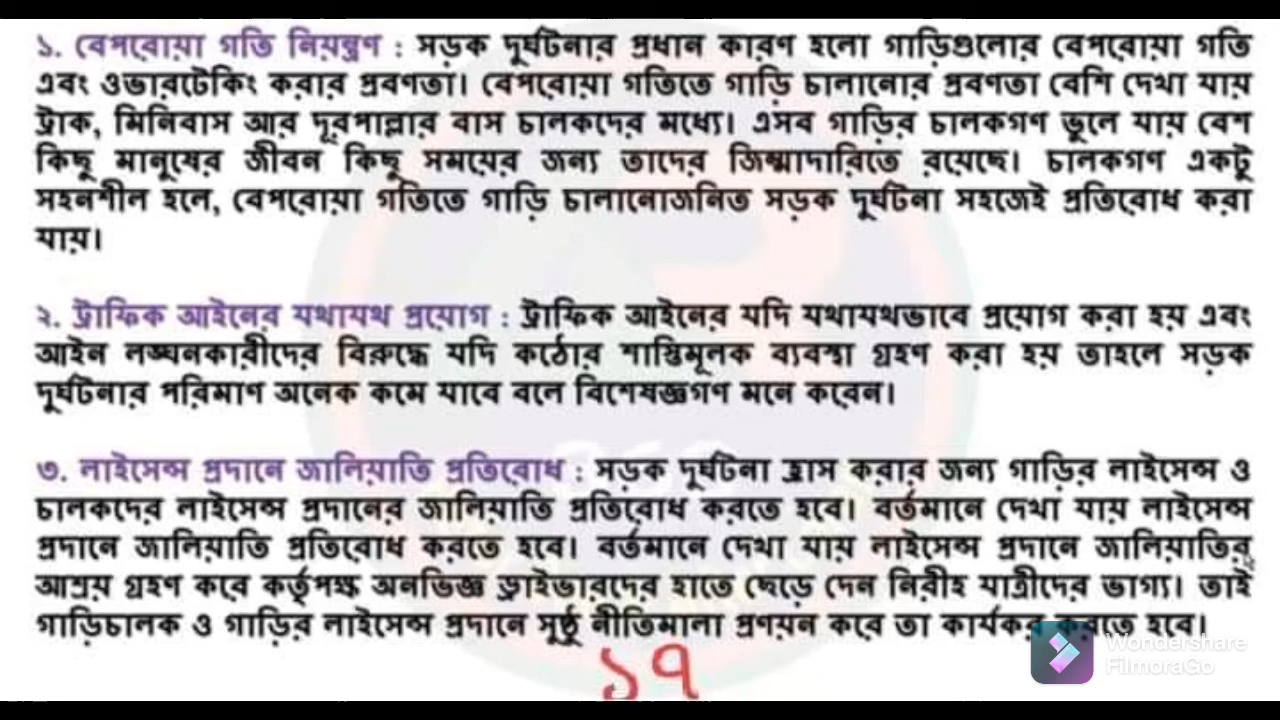 ১. বেপরোয়া গতি নিয়ন্ত্রণ : সড়ক দুর্ঘটনার প্রধান কারণ হলো গাড়িগুলোর বেপরোয়া গতি
এবং ওভারটেকিং করার প্রবণতা। বেপরোয়া গতিতে গাড়ি চালানোর প্রবণতা বেশি দেখা যায়
ট্রাক, মিনিবাস আর দূরপাল্লার বাস চালকদের মধ্যে। এসব গাড়ির চালকগণ ভুলে যায় বেশ
কিছু মানুষের জীবন কিছু সময়ের জন্য তাদের জিম্মাদারিতে রয়েছে। চালকগণ একটু
সহনশীল হলে, বেপরোয়া গতিতে গাড়ি চালানোজনিত সড়ক দুর্ঘটনা সহজেই প্রতিরোধ করা
যায়।
২. ট্রাফিক আইনের যথাযথ প্রয়োগ : ট্রাফিক আইনের যদি যথাযথভাবে প্রয়োগ করা হয় এবং
আইন লঙ্ঘনকারীদের বিরুদ্ধে যদি কঠোর শাস্তিমূলক ব্যবস্থা গ্রহণ করা হয় তাহলে সড়ক
দুর্ঘটনার পরিমাণ অনেক কমে যাবে বলে বিশেষজ্ঞগণ মনে করেন।
৩. লাইসেন্স প্রদানে জালিয়াতি প্রতিরোধ : সড়ক দুর্ঘটনা হ্রাস করার জন্য গাড়ির লাইসেন্স ও
চালকদের লাইসেন্স প্রদানের জালিয়াতি প্রতিরোধ করতে হবে। বর্তমানে দেখা যায় লাইসেন্স
প্রদানে জালিয়াতি প্রতিরোধ করতে হবে। বর্তমানে দেখা যায় লাইসেন্স প্রদানে জালিয়াতির
আশ্রয় গ্রহণ করে কর্তৃপক্ষ অনভিজ্ঞ ড্রাইভারদের হাতে ছেড়ে দেন নিরীহ যাত্রীদের ভাগ্য। তাই
গাড়িচালক ও গাড়ির লাইসেন্স প্রদানে সুষ্ঠু নীতিমালা প্রণয়ন করে তা কার্যকর করতে হবে।
১৭
Wondershare
FilmoraGo